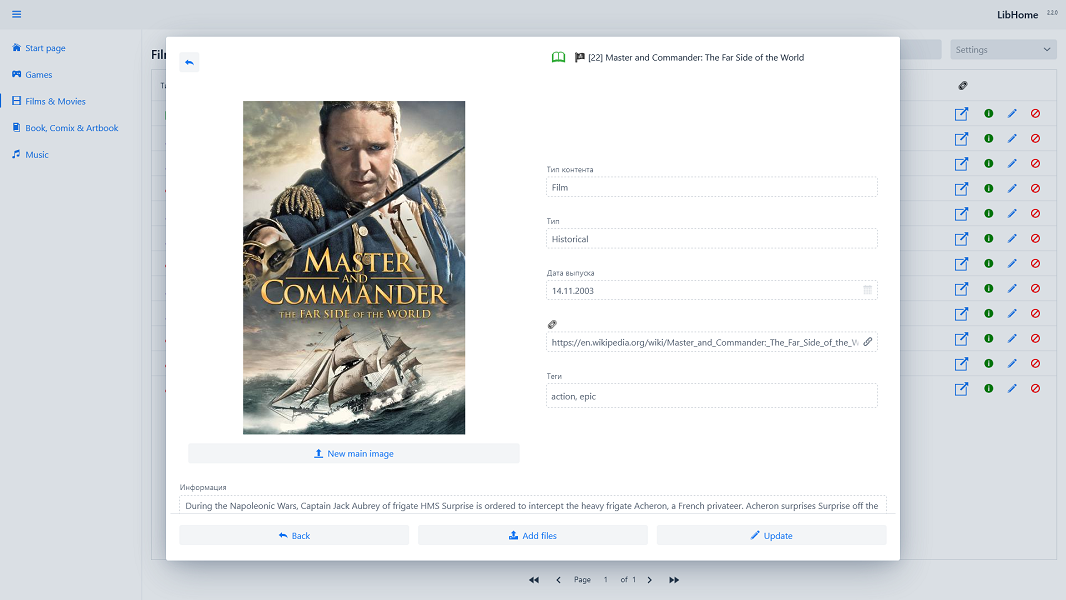 LibHome 2.2.0
Start page
Games
Films & Movies
Book, Comix & Artbook
Music
Settings
[22] Master and Commander: The Far Side of the World
MASTER
AND
COMMANDER
THE FAR SIDE OF THE WORLD
New main image
Тип контента
Film
Тип
Historical
Дата выпуска
14.11.2003
https://en.wikipedia.org/wiki/Master_and_Commander:_The_Far_Side_of_the_W
Теги
action, epic
Информация
During the Napoleonic Wars, Captain Jack Aubrey of frigate HMS Surprise is ordered to intercept the heavy frigate Acheron, a French privateer. Acheron surprises Surprise off the
Back
Add files
Update
Page 1 of 1